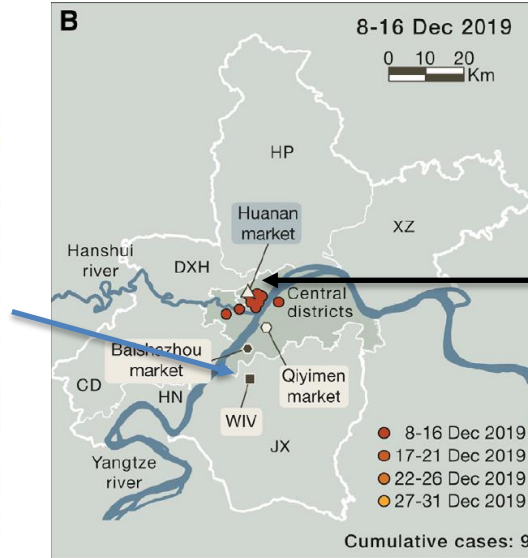 B
8-16 Dec 2019
0 10 20
Km
HP
Huanan
market
XZ
Hanshui
river
DXH
Central
districts
Baishazhou
market
Qiyimen
market
CD
HN
WIV
JX
Yangtze
river
8-16 Dec 2019
17-21 Dec 2019
22-26 Dec 2019
27-31 Dec 2019
Cumulative cases: 9